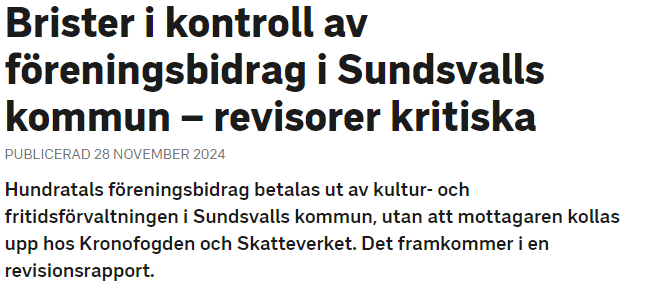 Brister i kontroll av
föreningsbidrag i Sundsvalls
kommun – revisorer kritiska
PUBLICERAD 28 NOVEMBER 2024
Hundratals föreningsbidrag betalas ut av kultur- och
fritidsförvaltningen i Sundsvalls kommun, utan att mottagaren kollas
upp hos Kronofogden och Skatteverket. Det framkommer i en
revisionsrapport.